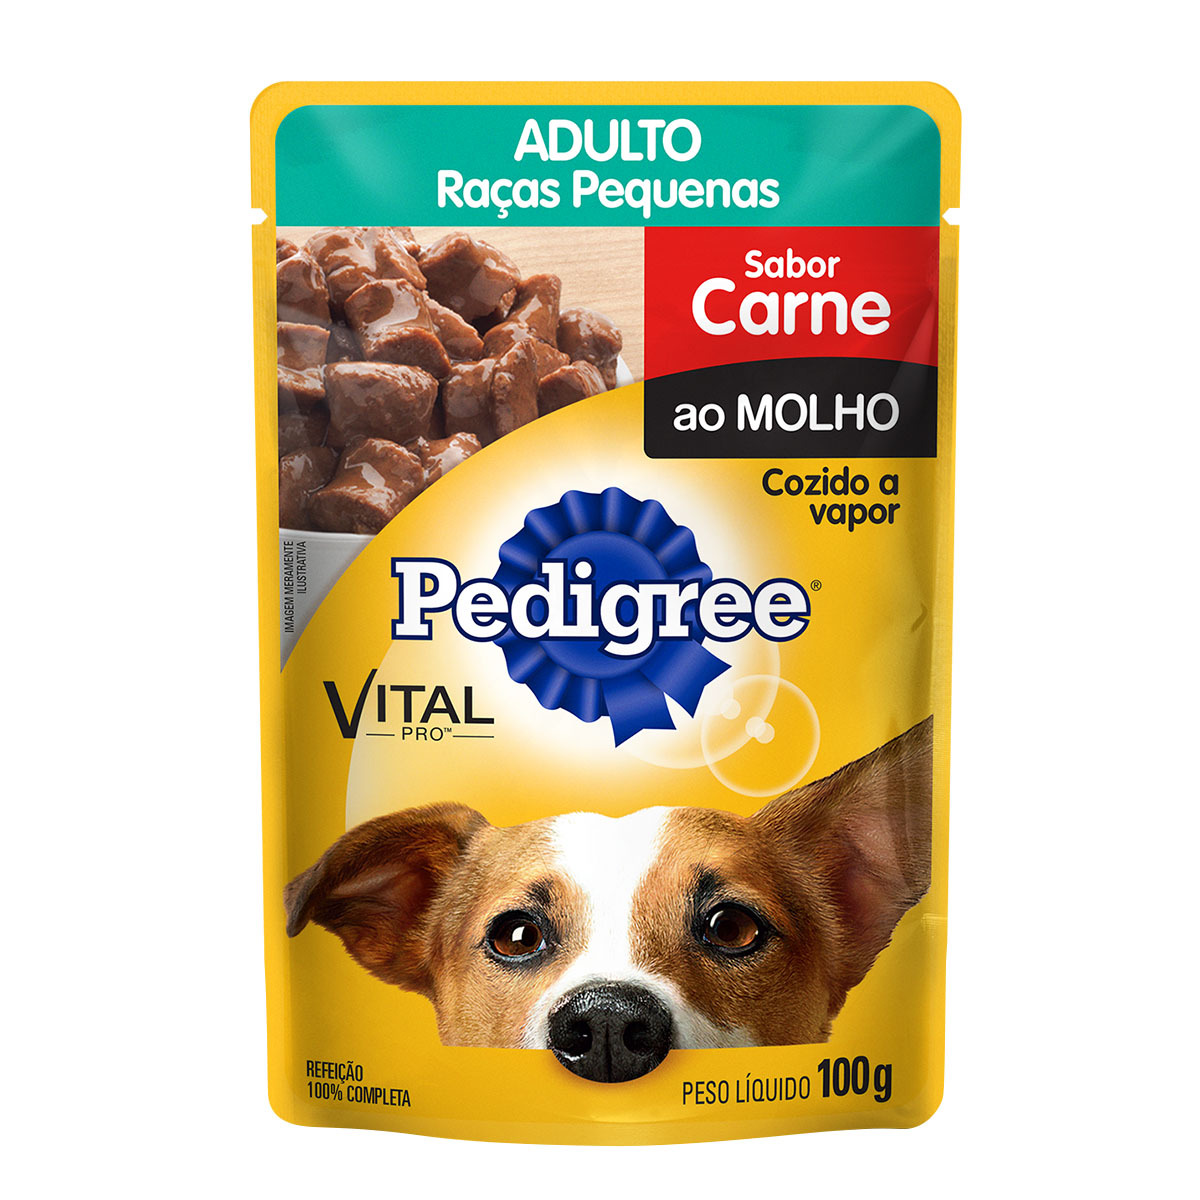 ADULTO
Raças Pequenas
Sabor
Carne
ao MOLHO
Cozido a
vapor
IMAGEM MERAMENTE
ILUSTRATIVA
Pedigree®
VITAL
PRO™
REFEIÇÃO
100% COMPLETA
PESO LÍQUIDO 100g